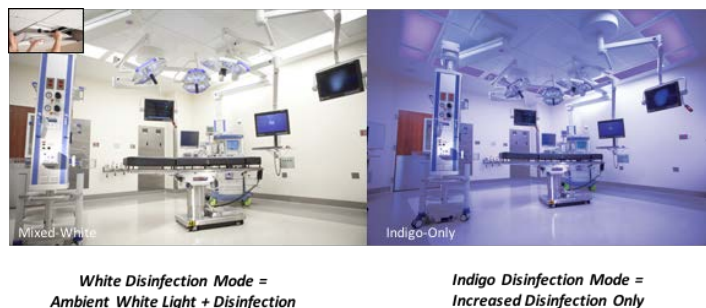 Mixed-White
Indigo-Only
White Disinfection Mode =
Ambient White Light + Disinfection
Indigo Disinfection Mode =
Increased Disinfection Only